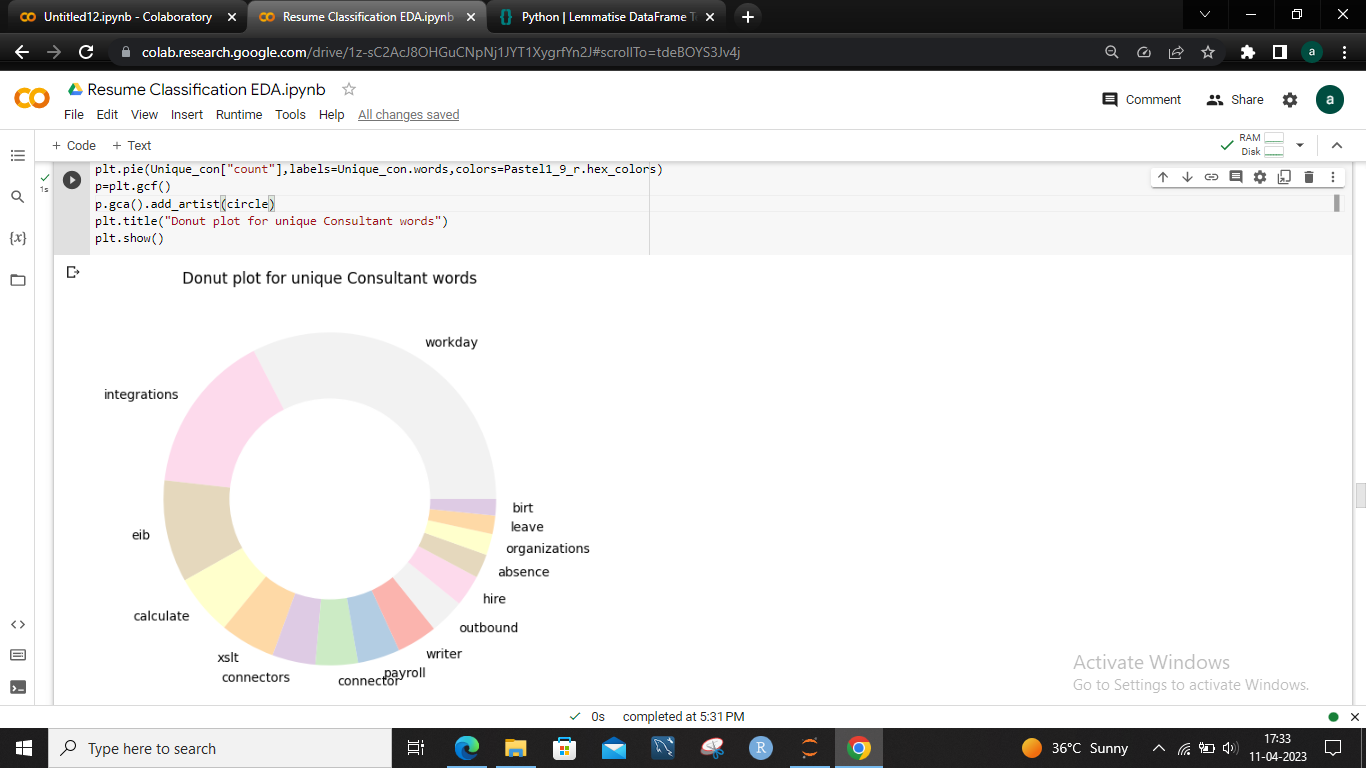 Untitled12.ipynb - Colaboratory
Resume Classification EDA.ipynb
Python | Lemmatise DataFrame T
colab.research.google.com/drive/1z-sC2AcJ8OHGuCNpNj1JYT1XygrfYn2J#scrollTo=tdeBOYS3Jv4j
a
CO
Resume Classification EDA.ipynb
File Edit View Insert Runtime Tools Help All changes saved
Comment
Share
a
+ Code + Text
RAM
Disk
1s
plt.pie(Unique_con["count"],labels=Unique_con.words,colors=Pastel1_9_r.hex_colors)
p=plt.gcf()
p.gca().add_artist(circle)
plt.title("Donut plot for unique Consultant words")
plt.show()
{x}
Donut plot for unique Consultant words
workday
integrations
eib
calculate
xslt
connectors
connector
payroll
writer
outbound
hire
absence
organizations
leave
birt
Activate Windows
Go to Settings to activate Windows.
0s completed at 5:31 PM
Type here to search
R
36°C Sunny
17:33
11-04-2023